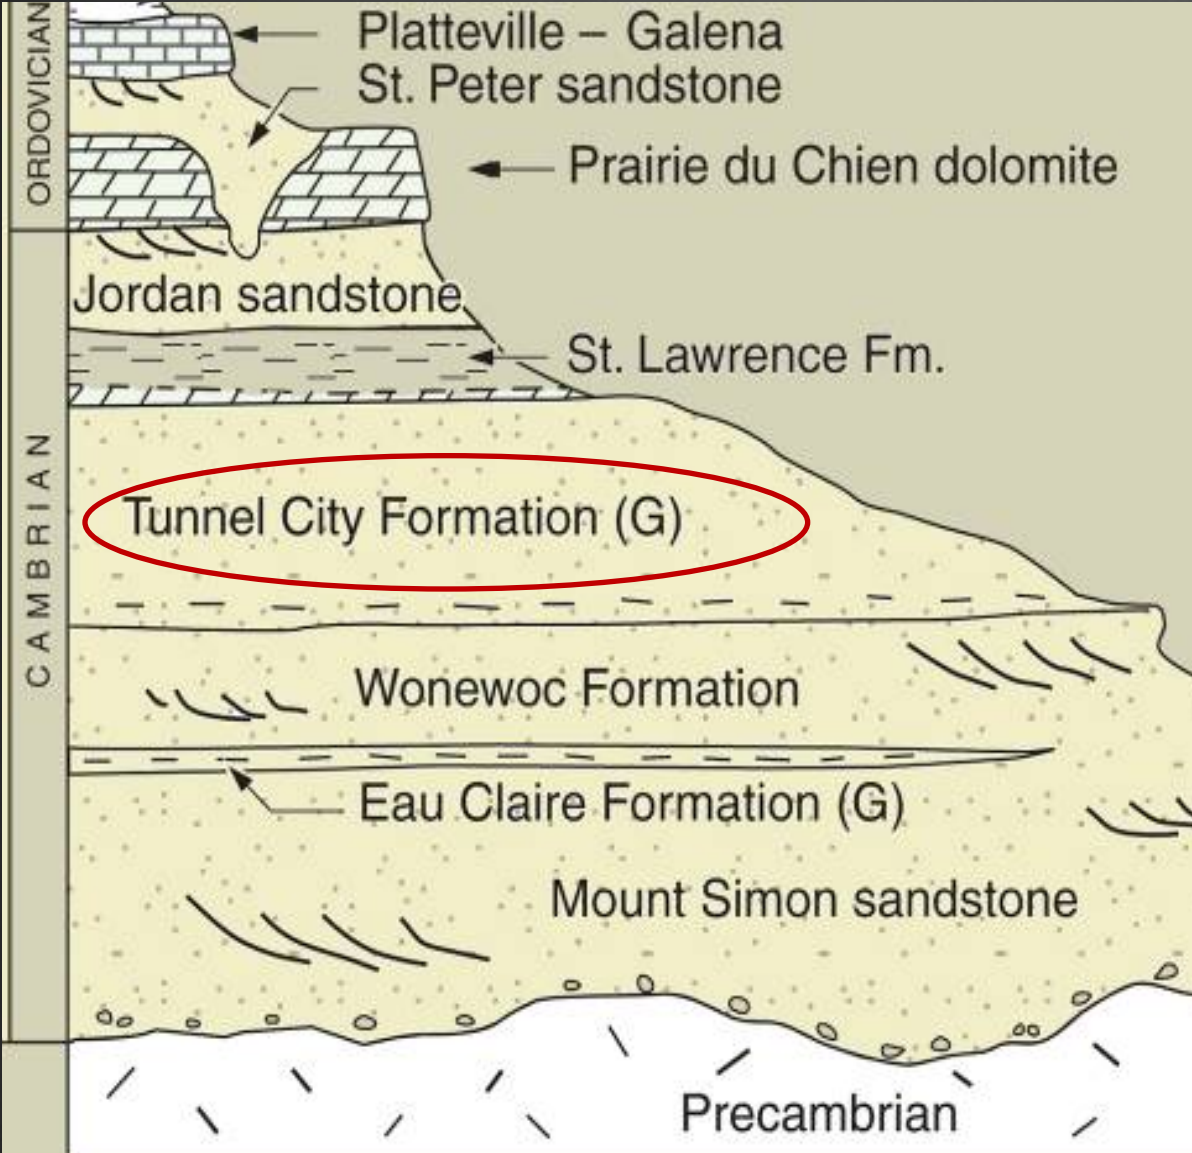 ORDOVICIAN
Platteville – Galena
St. Peter sandstone
Prairie du Chien dolomite
Jordan sandstone
St. Lawrence Fm.
CAMBRIAN
Tunnel City Formation (G)
Wonewoc Formation
Eau Claire Formation (G)
Mount Simon sandstone
Precambrian